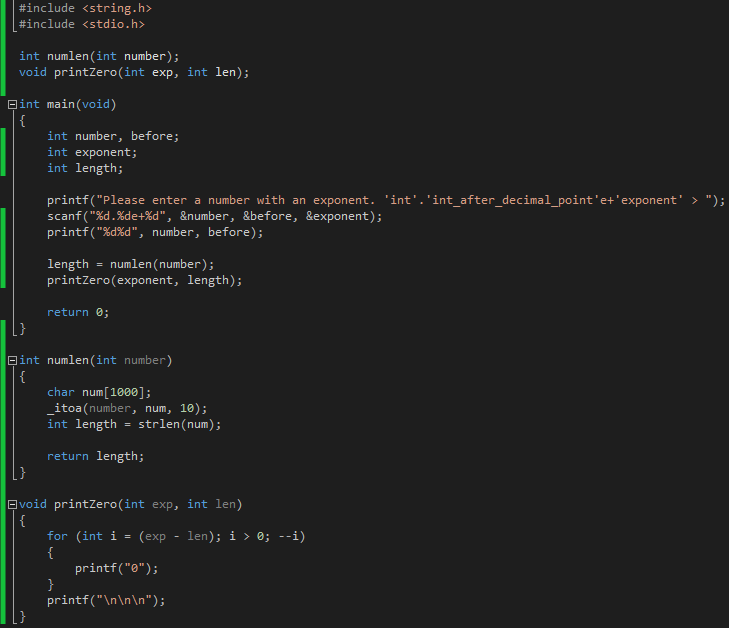 #include <string.h>
#include <stdio.h>
int numlen(int number);
void printZero(int exp, int len);
int main(void)
{
int number, before;
int exponent;
int length;
printf("Please enter a number with an exponent. 'int'.'int_after_decimal_point'e+'exponent' > ");
scanf("%d.%de+%d", &number, &before, &exponent);
printf("%d%d", number, before);
length = numlen(number);
printZero(exponent, length);
return 0;
}
int numlen(int number)
{
char num[1000];
_itoa(number, num, 10);
int length = strlen(num);
return length;
}
void printZero(int exp, int len)
{
for (int i = (exp - len); i > 0; --i)
{
printf("0");
}
printf("\n\n\n");
}